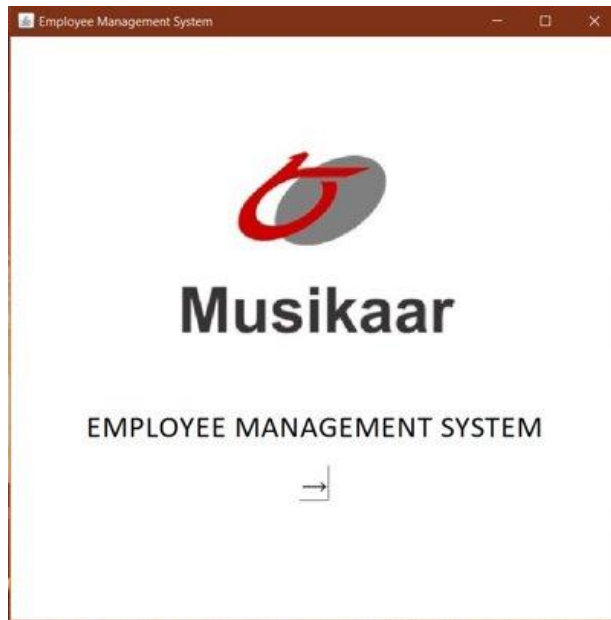 Employee Management System
Musikaar
EMPLOYEE MANAGEMENT SYSTEM
→